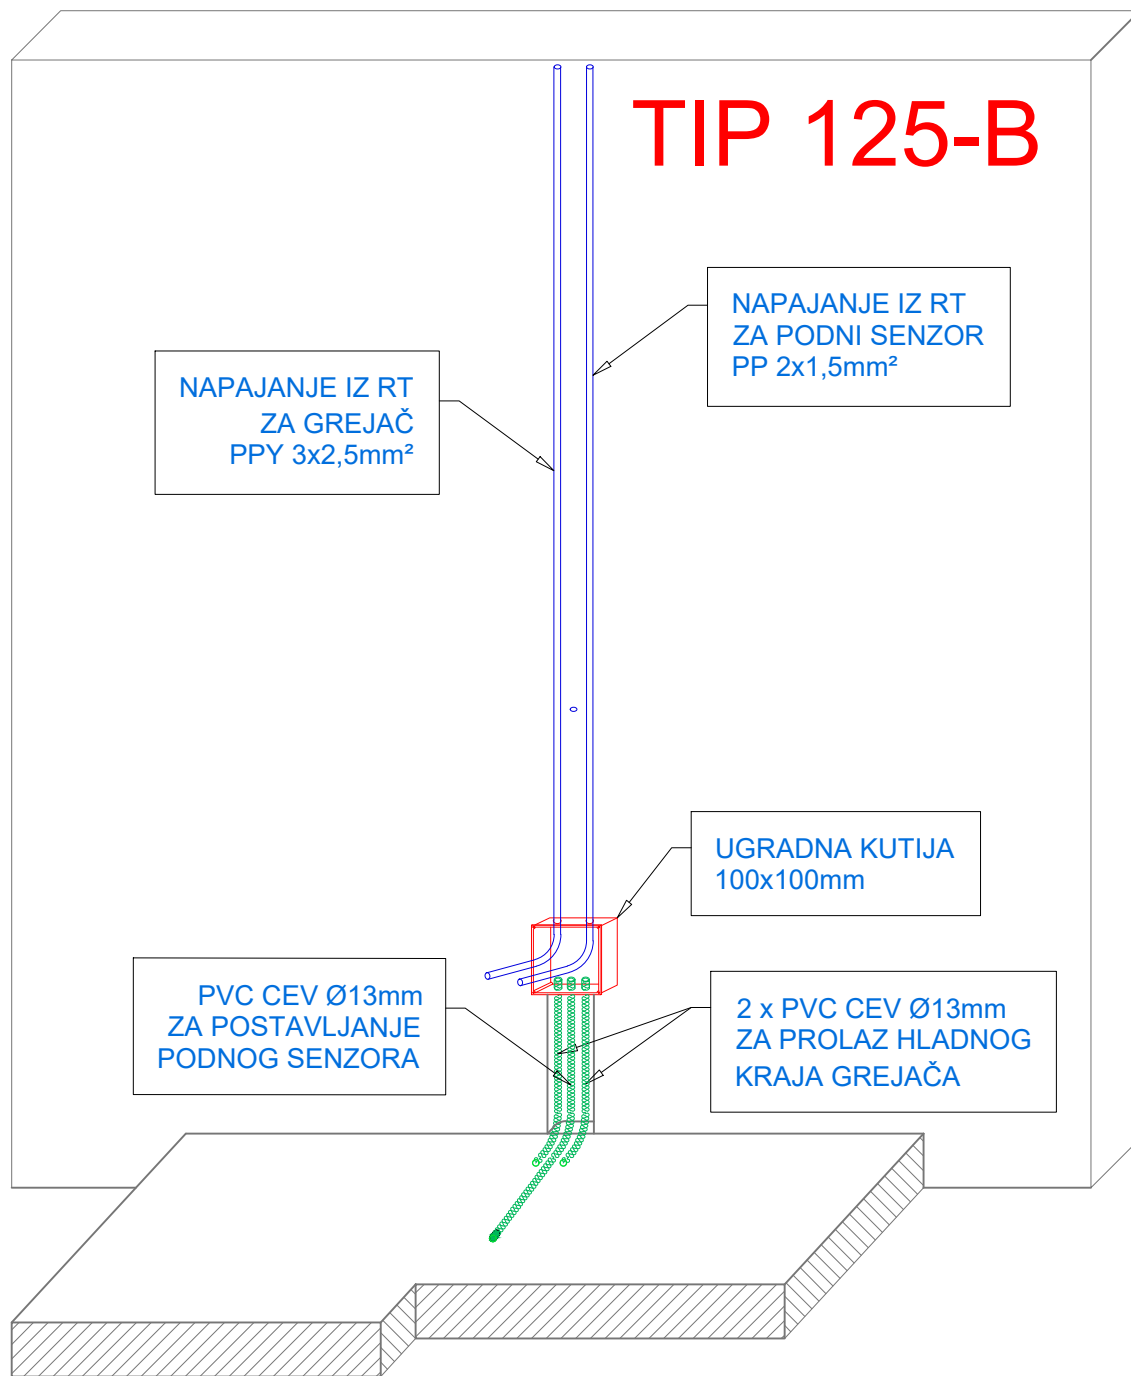 TIP 125-B
NAPAJANJE IZ RT
ZA PODNI SENZOR
PP 2x1,5mm²
NAPAJANJE IZ RT
ZA GREJAČ
PPY 3x2,5mm²
UGRADNA KUTIJA
100x100mm
PVC CEV Ø13mm
ZA POSTAVLJANJE
PODNOG SENZORA
2 x PVC CEV Ø13mm
ZA PROLAZ HLADNOG
KRAJA GREJAČA